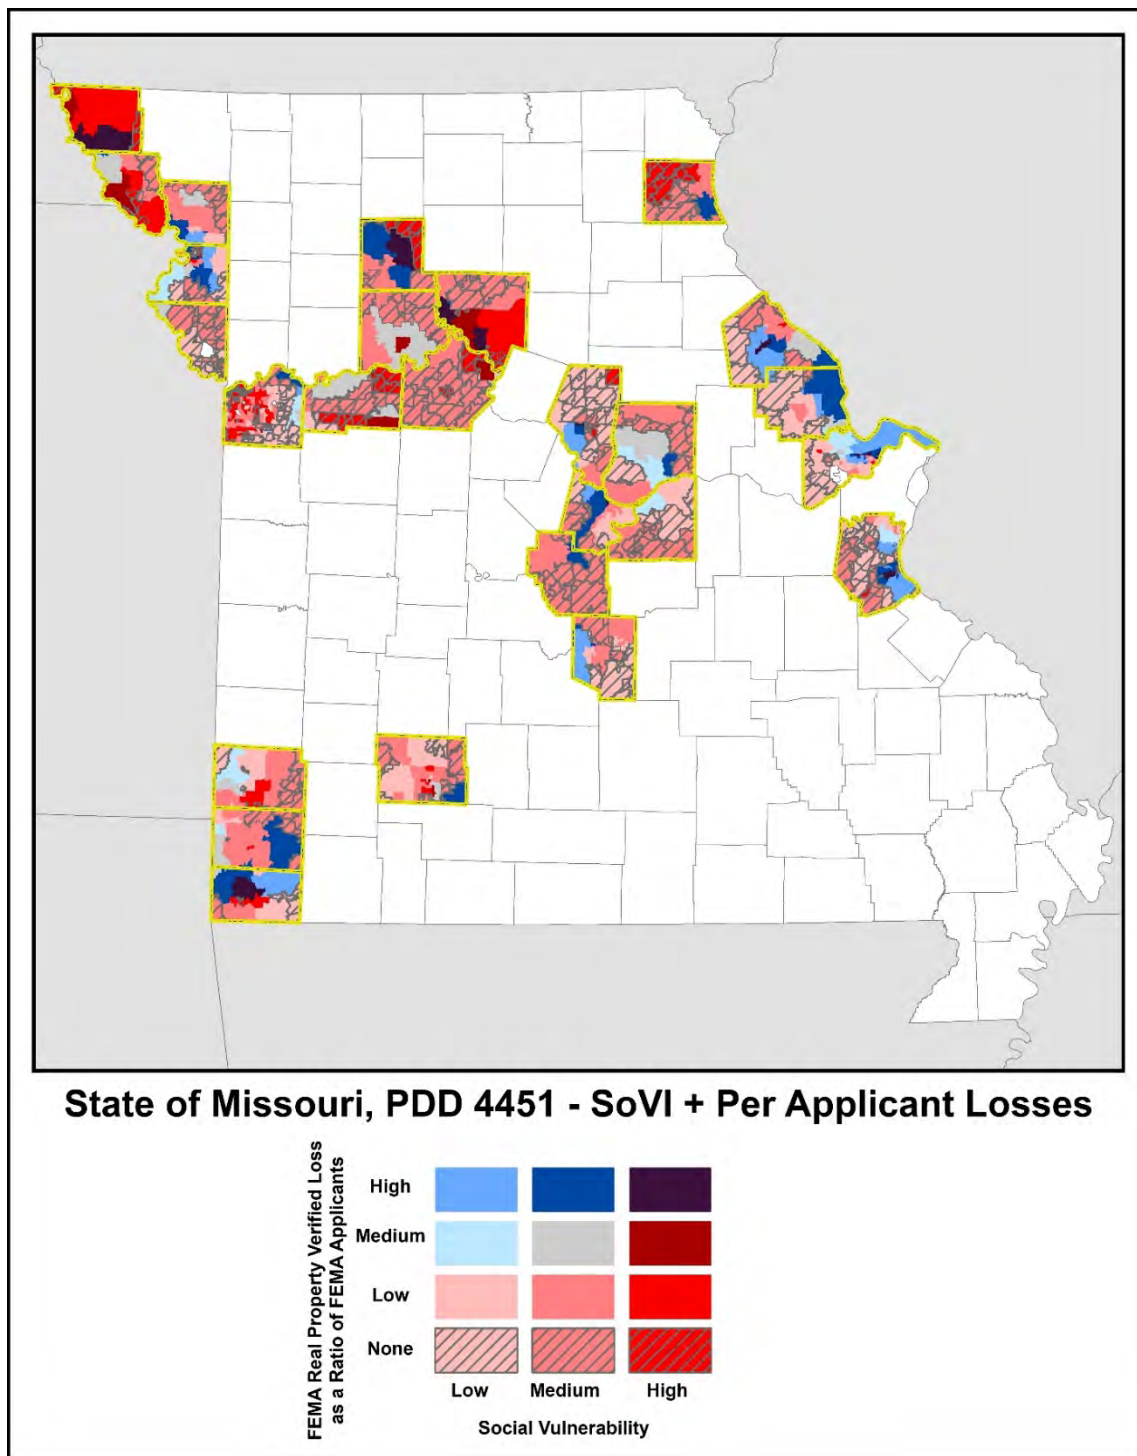 State of Missouri, PDD 4451 - SoVI + Per Applicant Losses
FEMA Real Property Verified Loss
as a Ratio of FEMA Applicants
High
Medium
Low
None
Low Medium High
Social Vulnerability